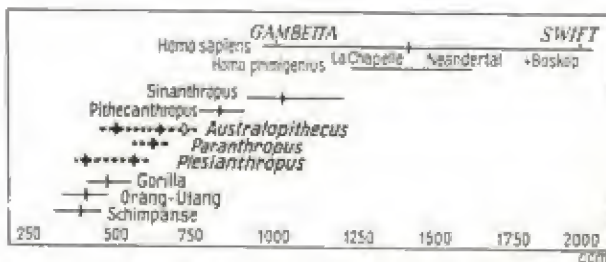 GAMBETTA SWIFT
Homo sapiens
Homo primigenius La Chapelle Neandertal +Boskop
Sinanthropus
Pithecanthropus
Australopithecus
Paranthropus
Plesianthropus
Gorilla
Orang-Utang
Schimpanse
250 500 750 1000 1250 1500 1750 2000
ccm